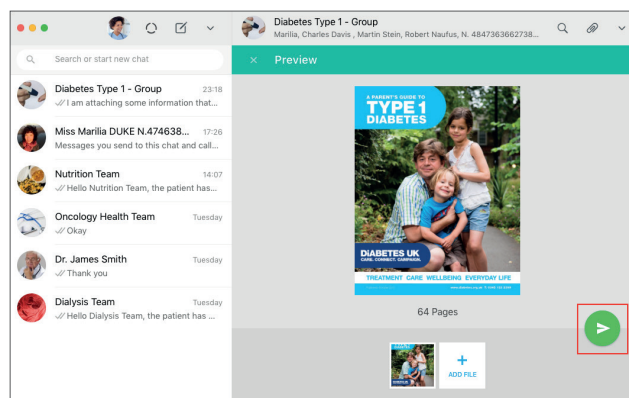 Diabetes Type 1 - Group
Marilia, Charles Davis , Martin Stein, Robert Naufus, N. 4847363662738...
Search or start new chat
× Preview
Diabetes Type 1 - Group 23:18
I am attaching some information that...
Miss Marilia DUKE N.474638... 17:26
Messages you send to this chat and call...
Nutrition Team 14:07
Hello Nutrition Team, the patient has...
Oncology Health Team Tuesday
Okay
Dr. James Smith Tuesday
Thank you
Dialysis Team Tuesday
Hello Dialysis Team, the patient has ...
A PARENT'S GUIDE TO
TYPE 1
DIABETES
DIABETES UK
CARE. CONNECT. CAMPAIGN.
TREATMENT CARE WELLBEING EVERYDAY LIFE
64 Pages
+
ADD FILE